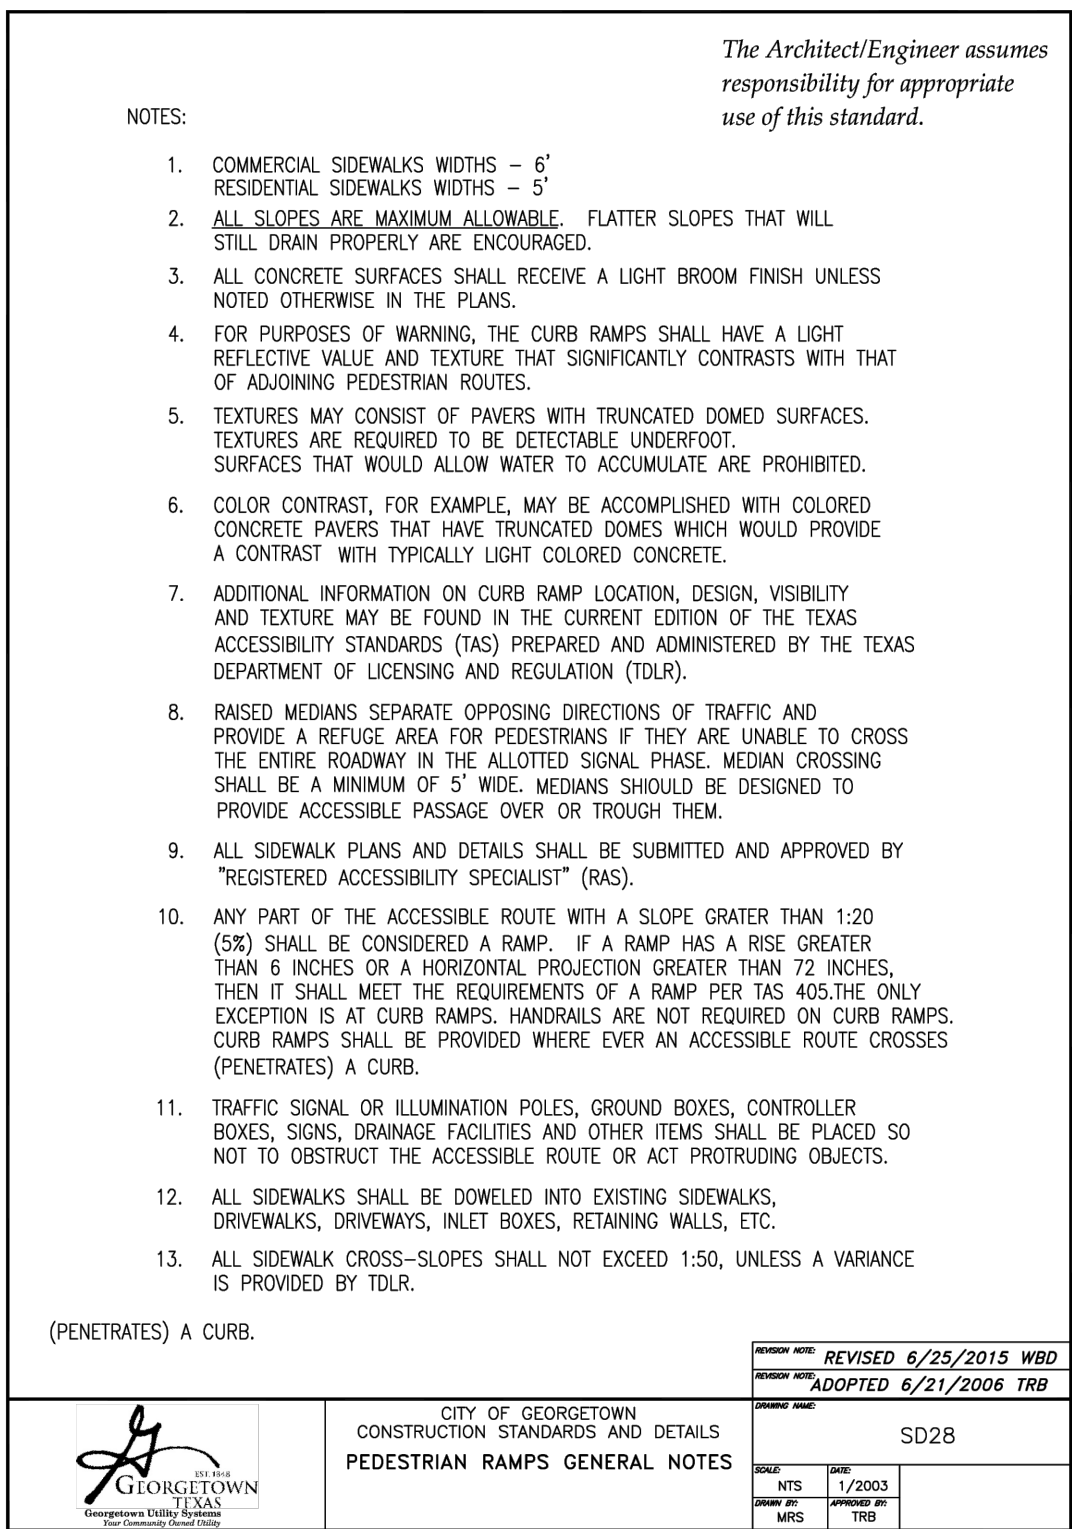 The Architect/Engineer assumes
responsibility for appropriate
use of this standard.
NOTES:
1. COMMERCIAL SIDEWALKS WIDTHS – 6'
RESIDENTIAL SIDEWALKS WIDTHS – 5'
2. ALL SLOPES ARE MAXIMUM ALLOWABLE. FLATTER SLOPES THAT WILL
STILL DRAIN PROPERLY ARE ENCOURAGED.
3. ALL CONCRETE SURFACES SHALL RECEIVE A LIGHT BROOM FINISH UNLESS
NOTED OTHERWISE IN THE PLANS.
4. FOR PURPOSES OF WARNING, THE CURB RAMPS SHALL HAVE A LIGHT
REFLECTIVE VALUE AND TEXTURE THAT SIGNIFICANTLY CONTRASTS WITH THAT
OF ADJOINING PEDESTRIAN ROUTES.
5. TEXTURES MAY CONSIST OF PAVERS WITH TRUNCATED DOMED SURFACES.
TEXTURES ARE REQUIRED TO BE DETECTABLE UNDERFOOT.
SURFACES THAT WOULD ALLOW WATER TO ACCUMULATE ARE PROHIBITED.
6. COLOR CONTRAST, FOR EXAMPLE, MAY BE ACCOMPLISHED WITH COLORED
CONCRETE PAVERS THAT HAVE TRUNCATED DOMES WHICH WOULD PROVIDE
A CONTRAST WITH TYPICALLY LIGHT COLORED CONCRETE.
7. ADDITIONAL INFORMATION ON CURB RAMP LOCATION, DESIGN, VISIBILITY
AND TEXTURE MAY BE FOUND IN THE CURRENT EDITION OF THE TEXAS
ACCESSIBILITY STANDARDS (TAS) PREPARED AND ADMINISTERED BY THE TEXAS
DEPARTMENT OF LICENSING AND REGULATION (TDLR).
8. RAISED MEDIANS SEPARATE OPPOSING DIRECTIONS OF TRAFFIC AND
PROVIDE A REFUGE AREA FOR PEDESTRIANS IF THEY ARE UNABLE TO CROSS
THE ENTIRE ROADWAY IN THE ALLOTTED SIGNAL PHASE. MEDIAN CROSSING
SHALL BE A MINIMUM OF 5' WIDE. MEDIANS SHIOULD BE DESIGNED TO
PROVIDE ACCESSIBLE PASSAGE OVER OR TROUGH THEM.
9. ALL SIDEWALK PLANS AND DETAILS SHALL BE SUBMITTED AND APPROVED BY
"REGISTERED ACCESSIBILITY SPECIALIST" (RAS).
10. ANY PART OF THE ACCESSIBLE ROUTE WITH A SLOPE GRATER THAN 1:20
(5%) SHALL BE CONSIDERED A RAMP. IF A RAMP HAS A RISE GREATER
THAN 6 INCHES OR A HORIZONTAL PROJECTION GREATER THAN 72 INCHES,
THEN IT SHALL MEET THE REQUIREMENTS OF A RAMP PER TAS 405.THE ONLY
EXCEPTION IS AT CURB RAMPS. HANDRAILS ARE NOT REQUIRED ON CURB RAMPS.
CURB RAMPS SHALL BE PROVIDED WHERE EVER AN ACCESSIBLE ROUTE CROSSES
(PENETRATES) A CURB.
11. TRAFFIC SIGNAL OR ILLUMINATION POLES, GROUND BOXES, CONTROLLER
BOXES, SIGNS, DRAINAGE FACILITIES AND OTHER ITEMS SHALL BE PLACED SO
NOT TO OBSTRUCT THE ACCESSIBLE ROUTE OR ACT PROTRUDING OBJECTS.
12. ALL SIDEWALKS SHALL BE DOWELED INTO EXISTING SIDEWALKS,
DRIVEWALKS, DRIVEWAYS, INLET BOXES, RETAINING WALLS, ETC.
13. ALL SIDEWALK CROSS–SLOPES SHALL NOT EXCEED 1:50, UNLESS A VARIANCE
IS PROVIDED BY TDLR.
(PENETRATES) A CURB.
REVISION NOTE: REVISED 6/25/2015 WBD
REVISION NOTE: ADOPTED 6/21/2006 TRB
G
EST. 1848
GEORGETOWN
TEXAS
Georgetown Utility Systems
Your Community Owned Utility
CITY OF GEORGETOWN
CONSTRUCTION STANDARDS AND DETAILS
PEDESTRIAN RAMPS GENERAL NOTES
DRAWING NAME:
SD28
SCALE: DATE:
NTS 1/2003
DRAWN BY: APPROVED BY:
MRS TRB